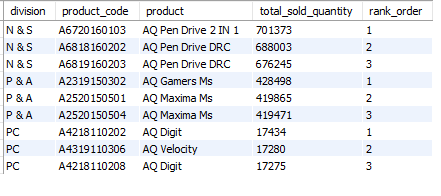 division product_code product total_sold_quantity rank_order
N & S A6720160103 AQ Pen Drive 2 IN 1 701373 1
N & S A6818160202 AQ Pen Drive DRC 688003 2
N & S A6819160203 AQ Pen Drive DRC 676245 3
P & A A2319150302 AQ Gamers Ms 428498 1
P & A A2520150501 AQ Maxima Ms 419865 2
P & A A2520150504 AQ Maxima Ms 419471 3
PC A4218110202 AQ Digit 17434 1
PC A4319110306 AQ Velocity 17280 2
PC A4218110208 AQ Digit 17275 3